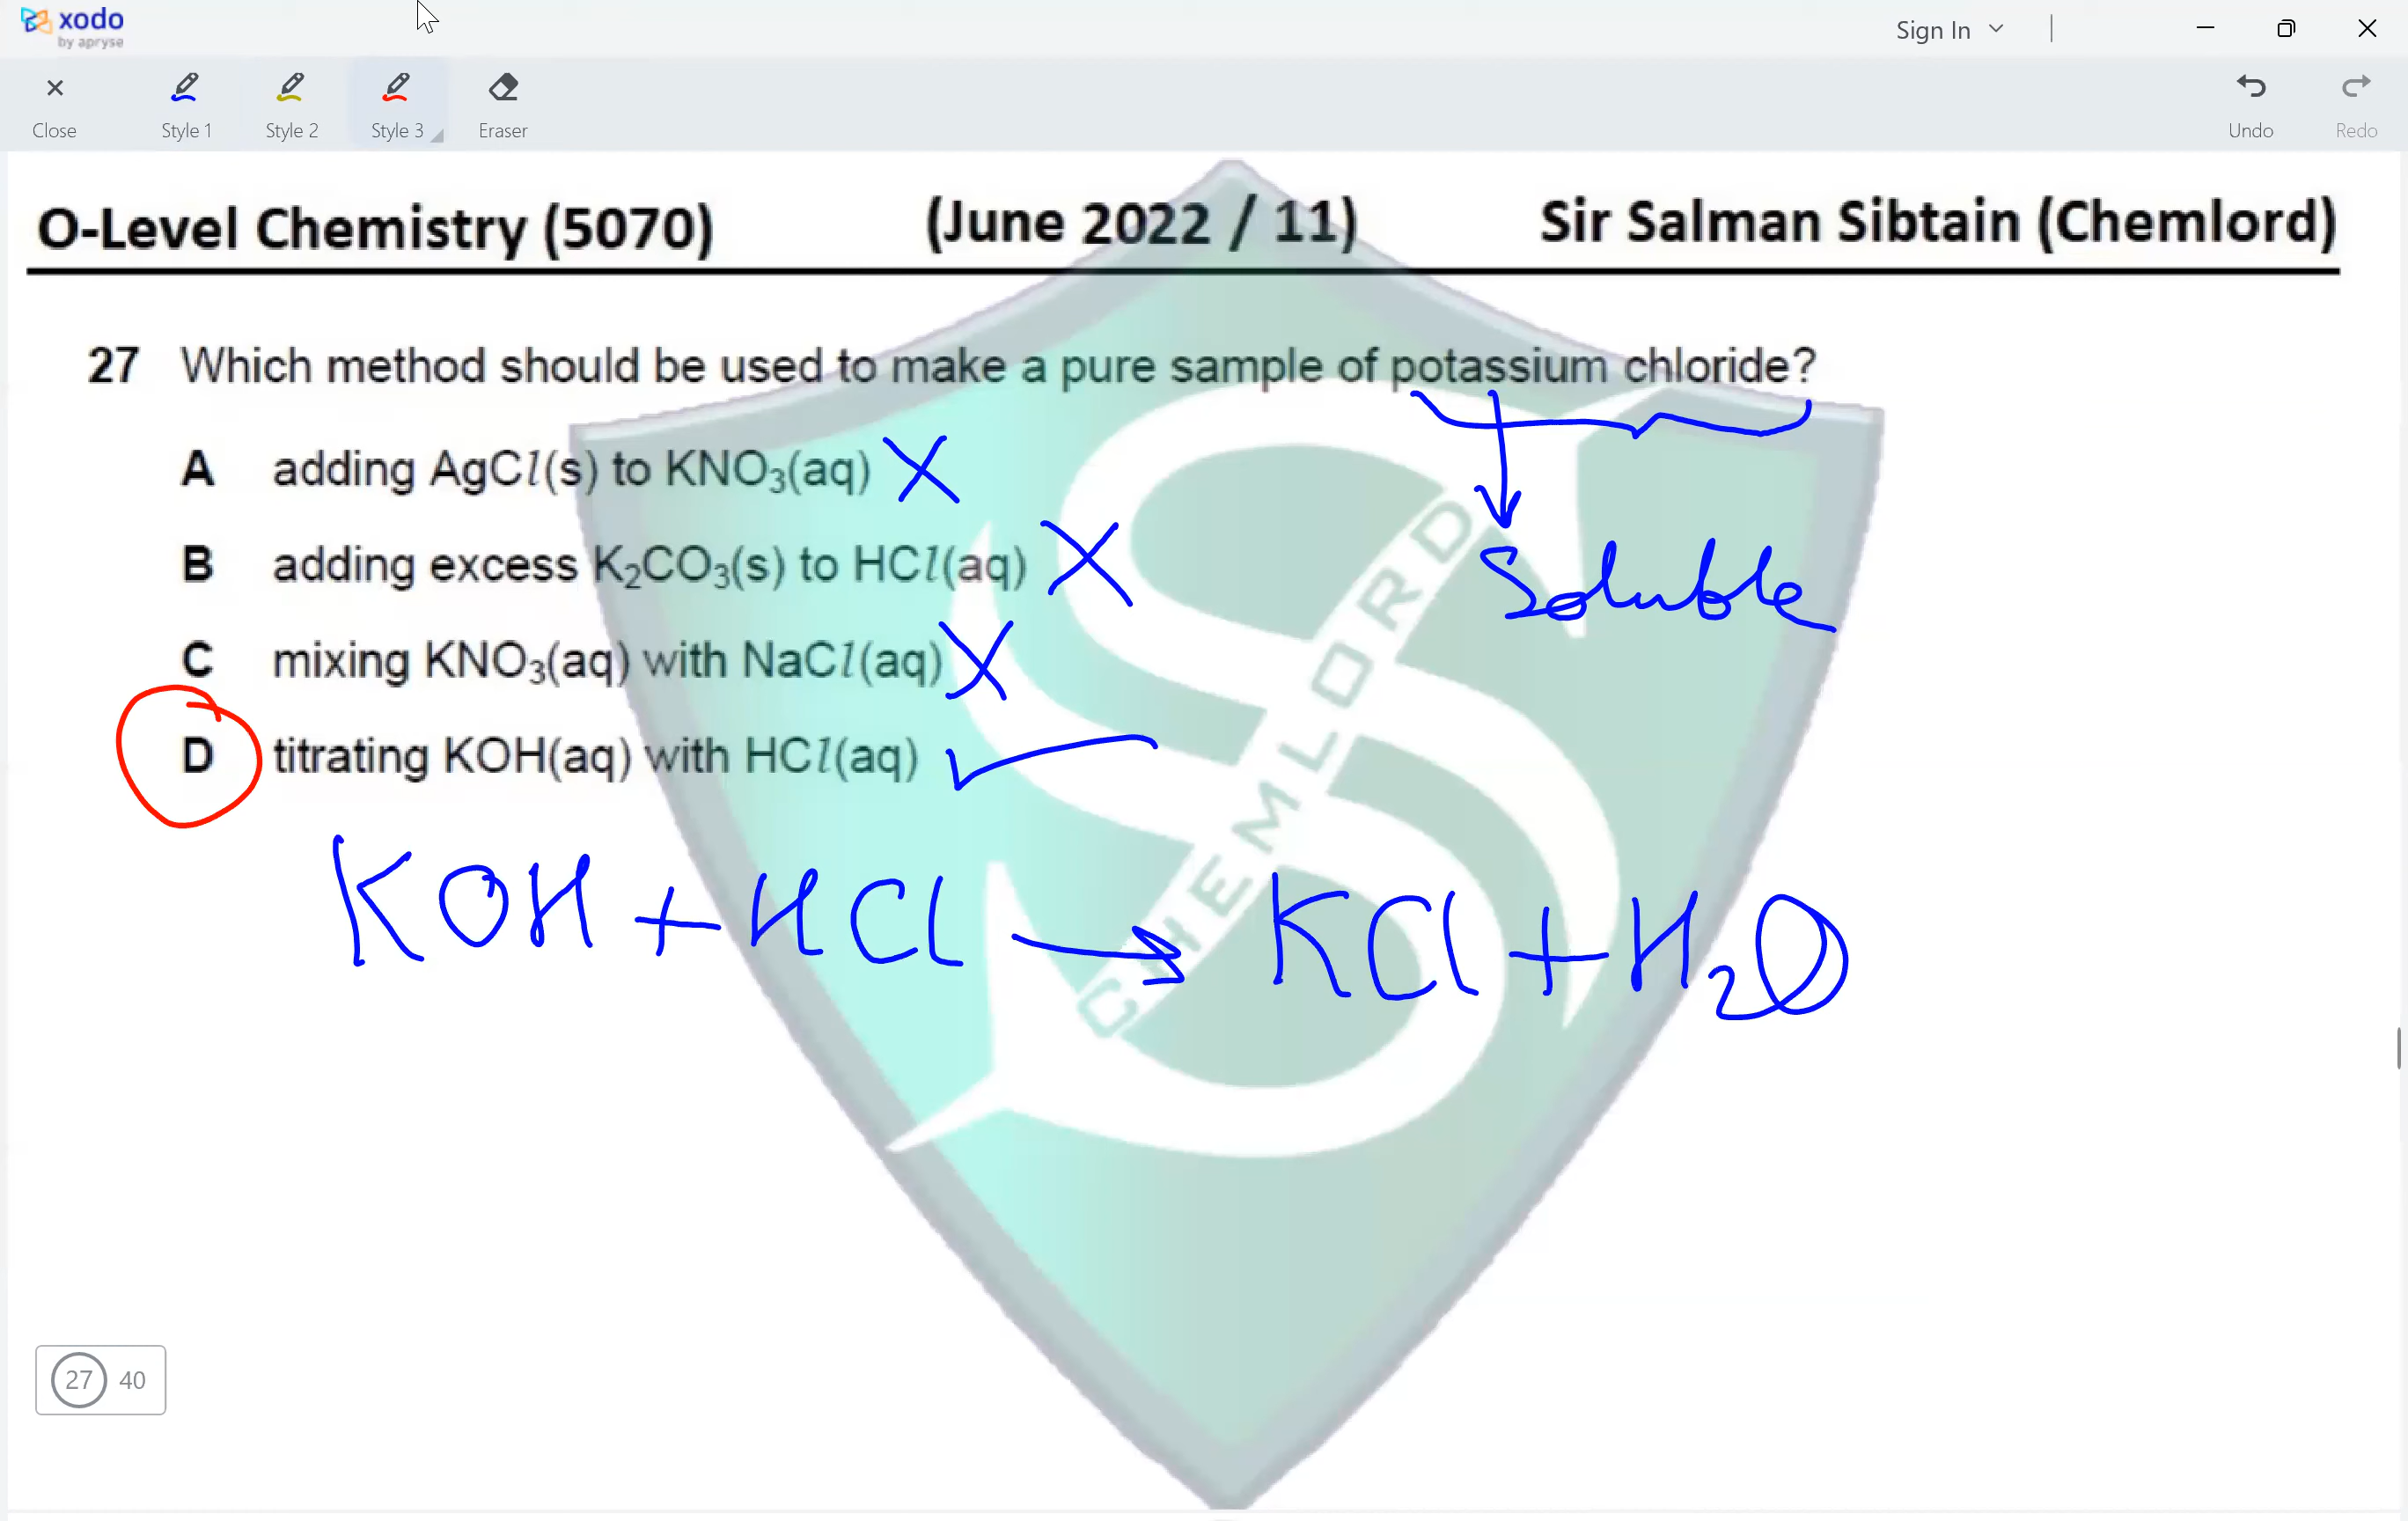 xodo
by apryse
Sign In
Close
Style 1
Style 2
Style 3
Eraser
Undo
Redo
O-Level Chemistry (5070) (June 2022 / 11) Sir Salman Sibtain (Chemlord)
27 Which method should be used to make a pure sample of potassium chloride?
A adding AgCl(s) to KNO₃(aq)
B adding excess K₂CO₃(s) to HCl(aq)
Soluble
C mixing KNO₃(aq) with NaCl(aq)
D titrating KOH(aq) with HCl(aq)
KOH + HCl → KCl + H₂O
CHEMLORD
27 40